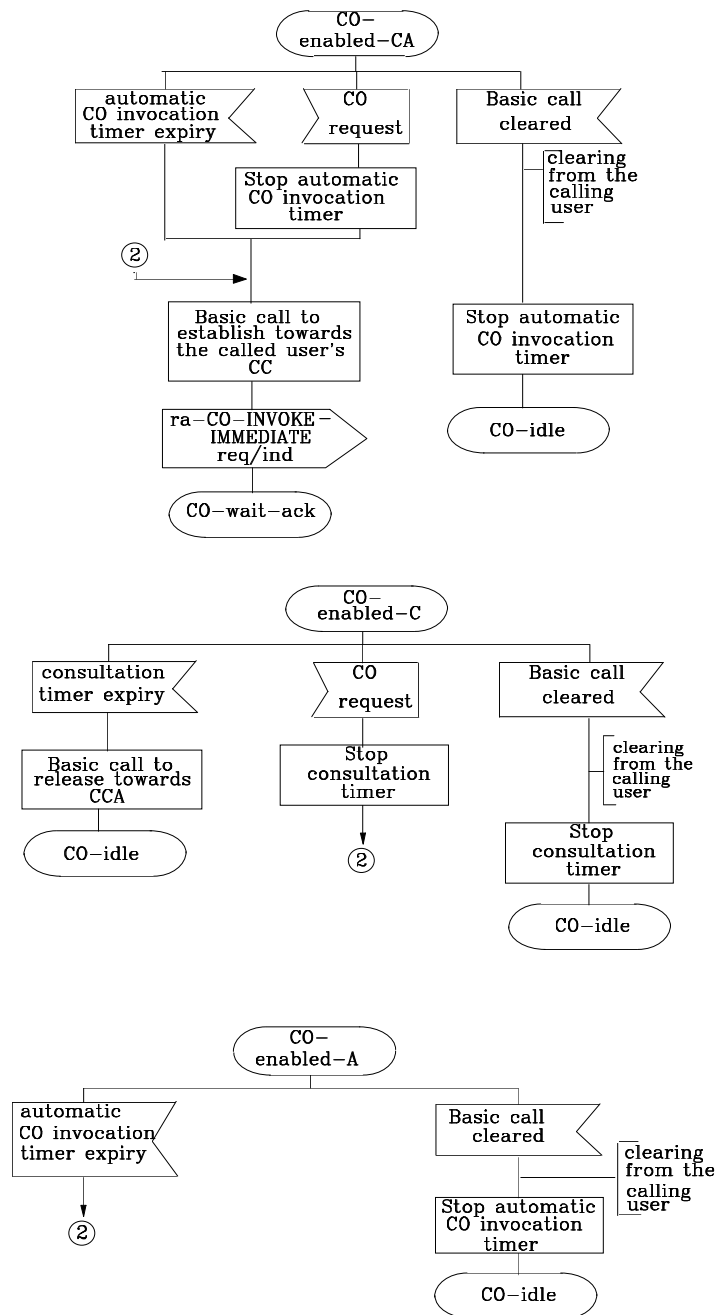 CO-
enabled-CA
automatic
CO invocation
timer expiry
CO
request
Basic call
cleared
clearing
from the
calling
user
Stop automatic
CO invocation
timer
2
Basic call to
establish towards
the called user's
CC
Stop automatic
CO invocation
timer
ra-CO-INVOKE-
IMMEDIATE
req/ind
CO-idle
CO-wait-ack
CO-
enabled-C
consultation
timer expiry
CO
request
Basic call
cleared
Basic call to
release towards
CCA
Stop
consultation
timer
clearing
from the
calling
user
CO-idle
2
Stop
consultation
timer
CO-idle
CO-
enabled-A
automatic
CO invocation
timer expiry
Basic call
cleared
clearing
from the
calling
user
2
Stop automatic
CO invocation
timer
CO-idle